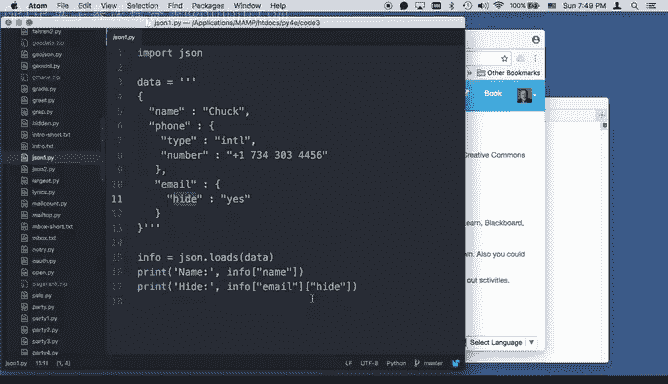 Atom File Edit View Selection Find Packages Window Help
100% Sun 7:49 PM
json1.py — /Applications/MAMP/htdocs/py4e/code3
json1.py
geojson.py
grade.py
greet.py
hidden.py
intro-short.txt
intro.txt
json1.py
json2.py
largest.py
lyrics.py
mailcount.py
mailtop.py
mbox-short.txt
mbox.txt
notry.py
oauth.py
open.py
pals.py
party.py
party1.py
party2.py
party3.py
party4.py
1 import json
2
3 data = '''
4 {
5 "name" : "Chuck",
6 "phone" : {
7 "type" : "intl",
8 "number" : "+1 734 303 4456"
9 },
10 "email" : {
11 "hide" : "yes"
12 }
13 }'''
14
15 info = json.loads(data)
16 print('Name:', info["name"])
17 print('Hide:', info["email"]["hide"])
18
json1.py 11:11 (1, 4) LF UTF-8 Python master
Other Bookmarks
Book
Creative Commons
Blackboard,
Also you could
out activities.
Select Language